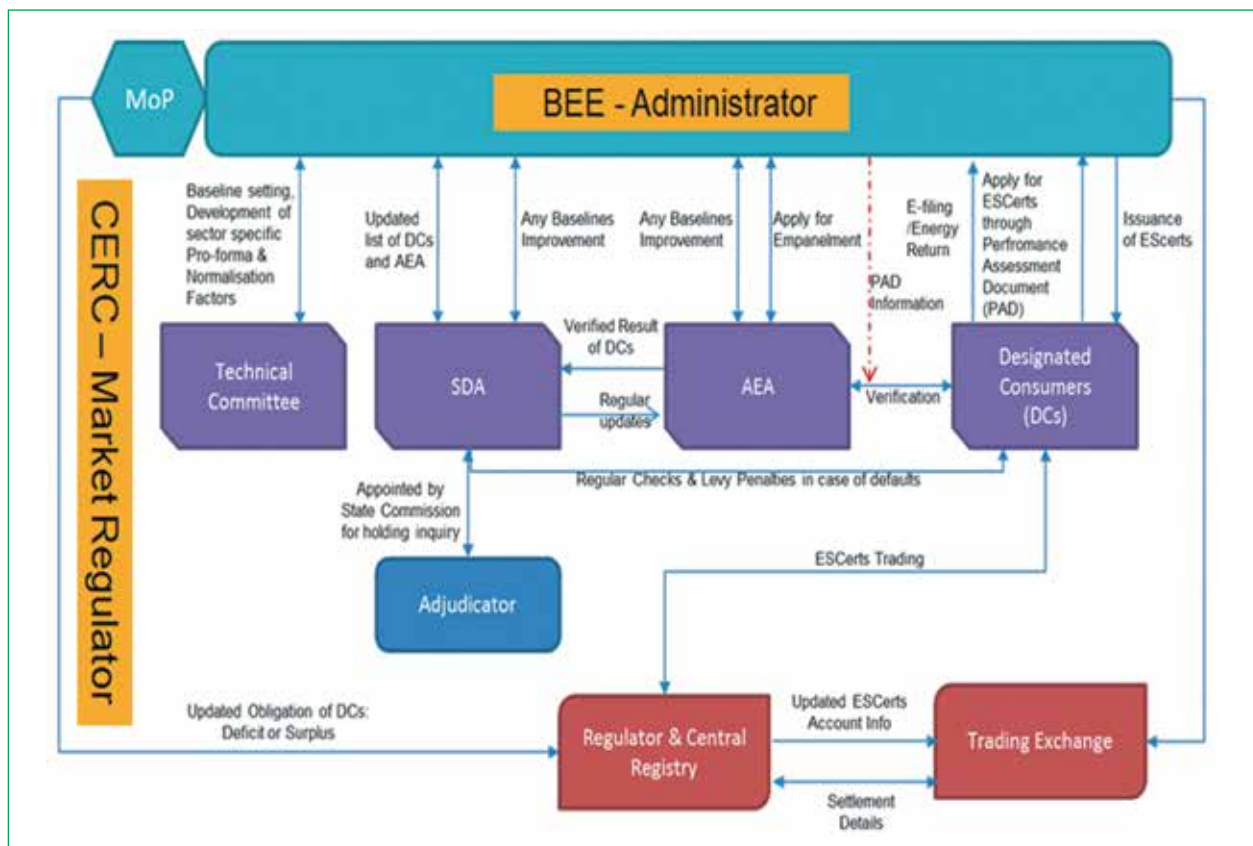 MoP
BEE - Administrator
CERC – Market Regulator
Baseline setting,
Development of
sector specific
Pro-forma &
Normalisation
Factors
Updated
list of DCs
and AEA
Any Baselines
Improvement
Any Baselines
Improvement
Apply for
Empanelment
PAD
Information
E-filing
/Energy
Return
Apply for
ESCerts
through
Perfromance
Assessment
Document
(PAD)
Issuance
of EScerts
Technical
Committee
SDA
Verified Result
of DCs
Regular
updates
AEA
Verification
Designated
Consumers
(DCs)
Regular Checks & Levy Penalties in case of defaults
Appointed by
State Commission
for holding inquiry
Adjudicator
ESCerts Trading
Updated Obligation of DCs:
Deficit or Surplus
Regulator & Central
Registry
Updated ESCerts
Account Info
Settlement
Details
Trading Exchange